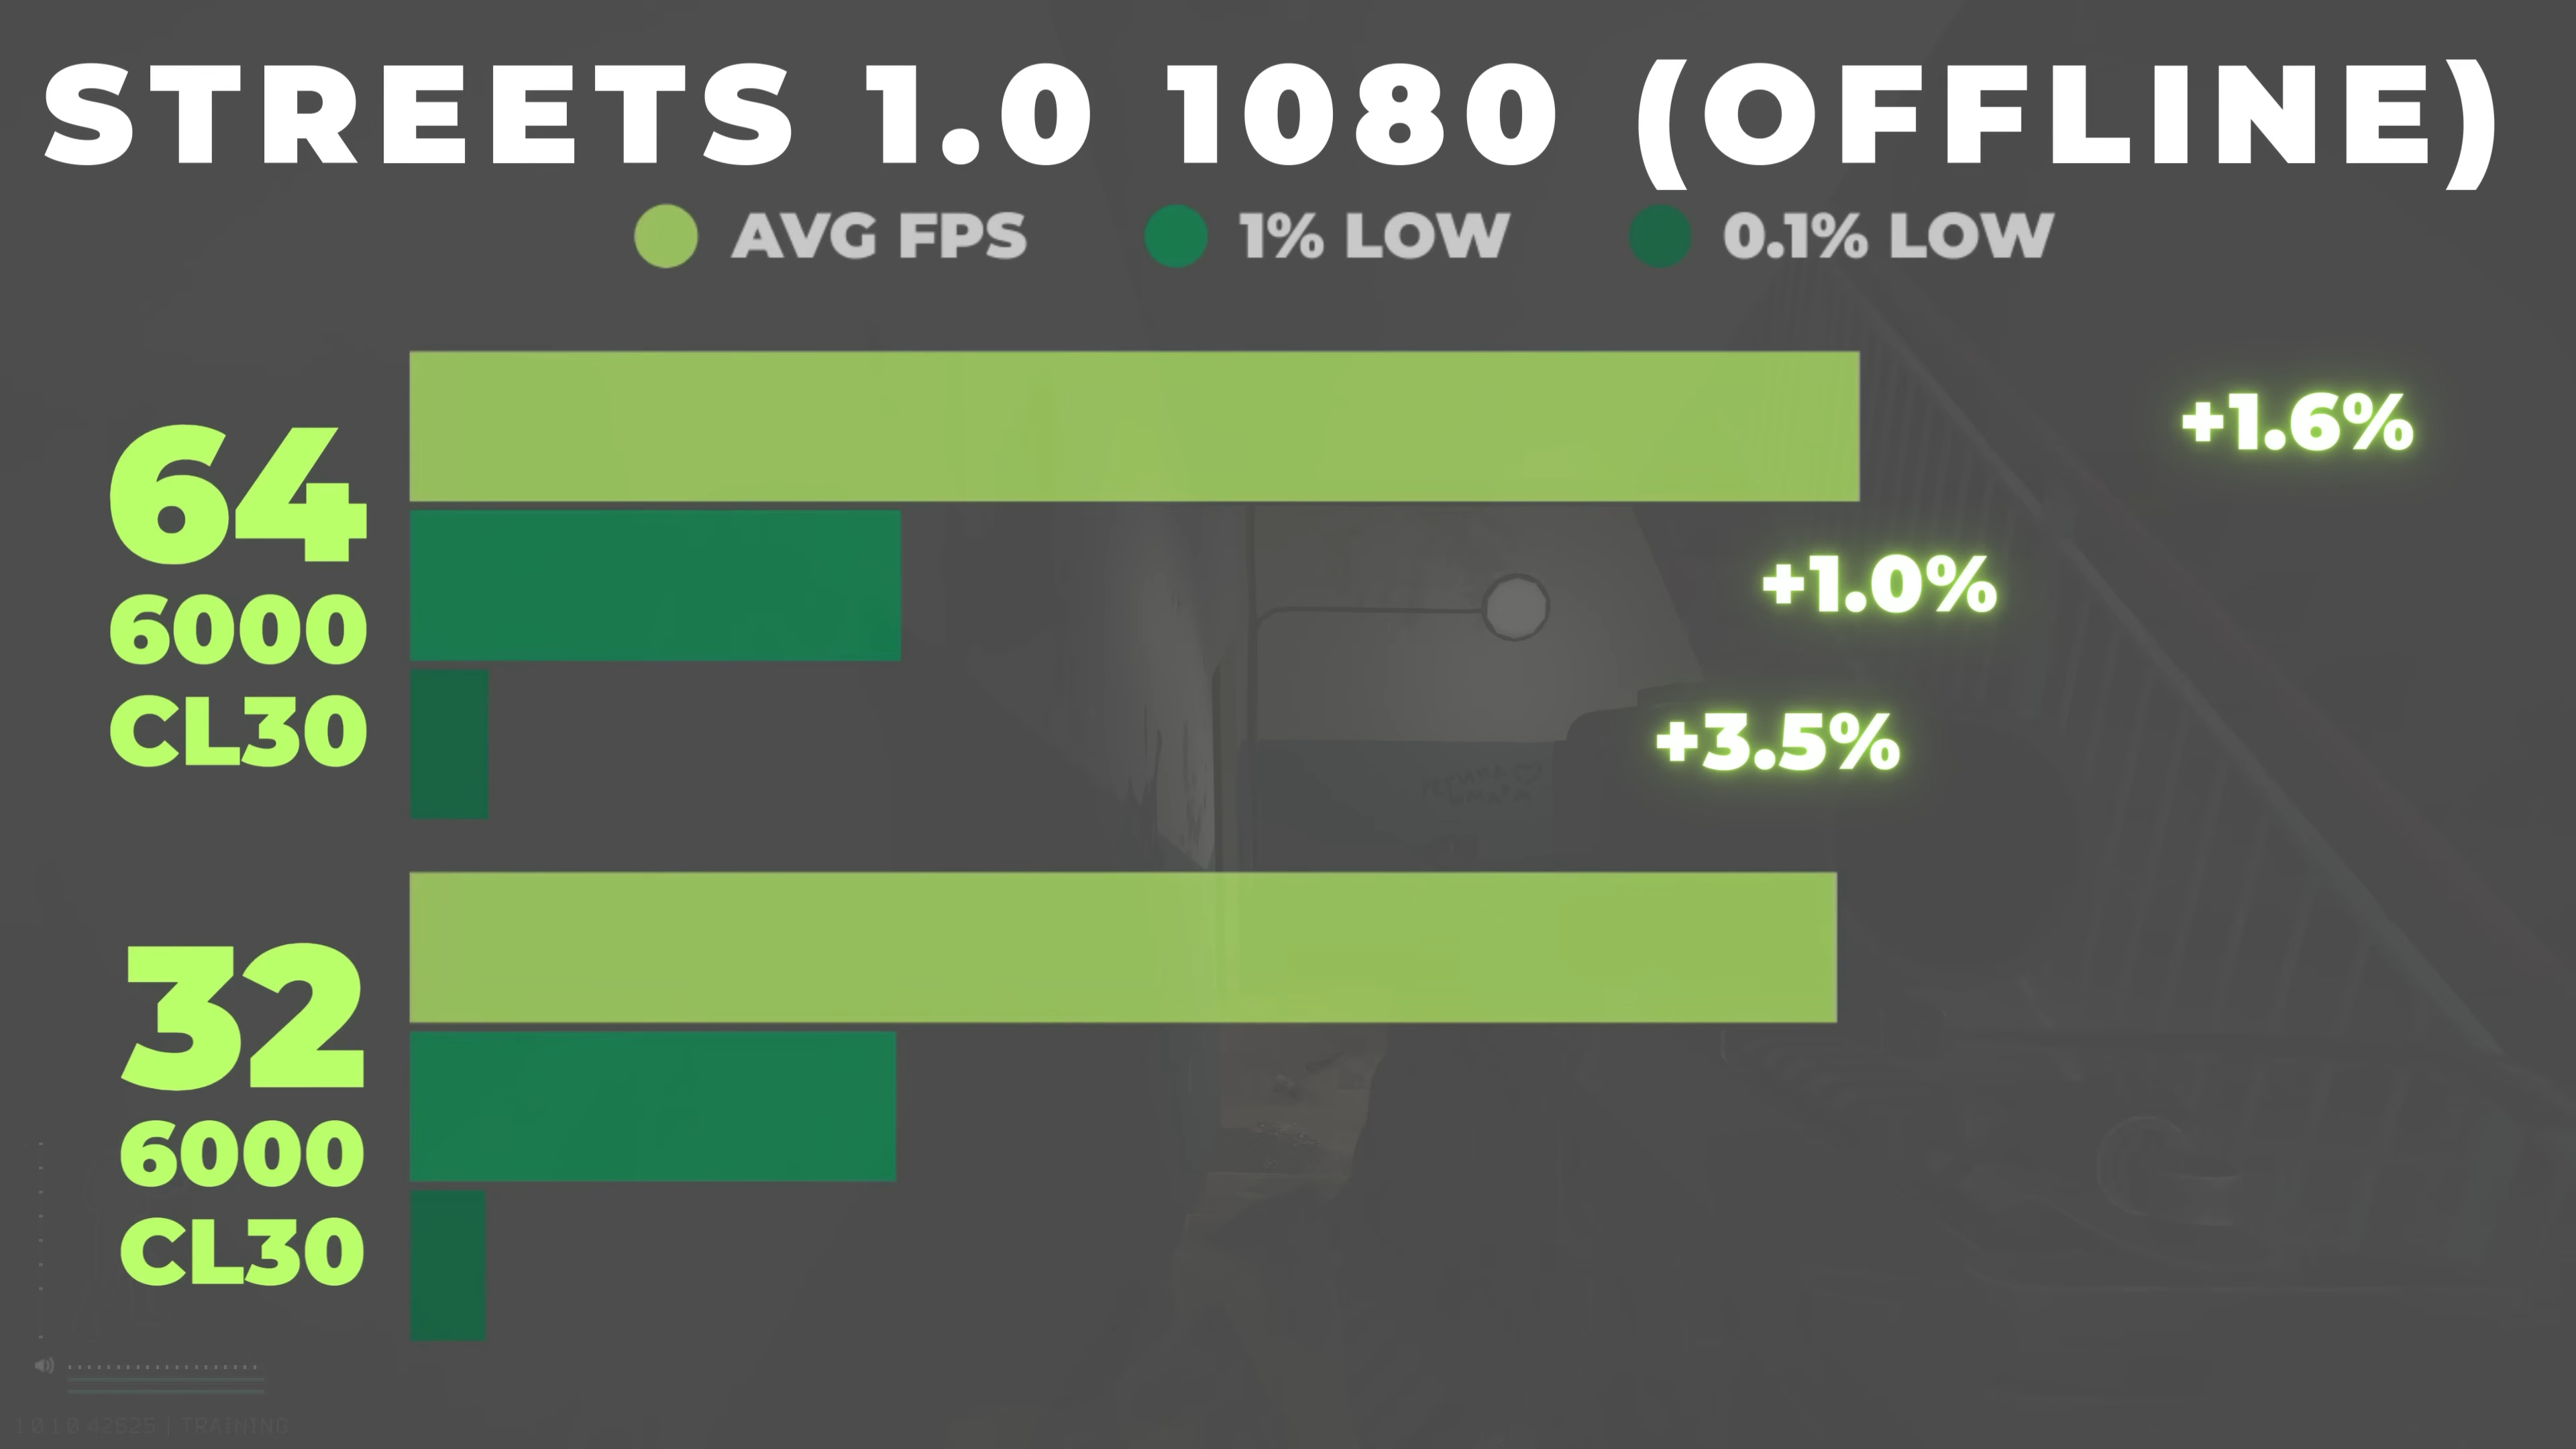 STREETS 1.0 1080 (OFFLINE)
AVG FPS 1% LOW 0.1% LOW
64
6000
CL30
+1.6%
+1.0%
+3.5%
32
6000
CL30
TRAINING